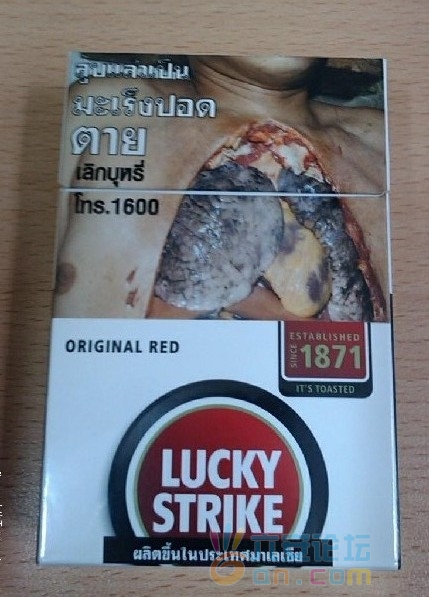 สูบแล้วเป็น
มะเร็งปอด
ตาย
เลิกบุหรี่
โทร.1600
ORIGINAL RED
ESTABLISHED
SINCE 1871
IT'S TOASTED
LUCKY
STRIKE
ผลิตขึ้นในประเทศมาเลเซีย